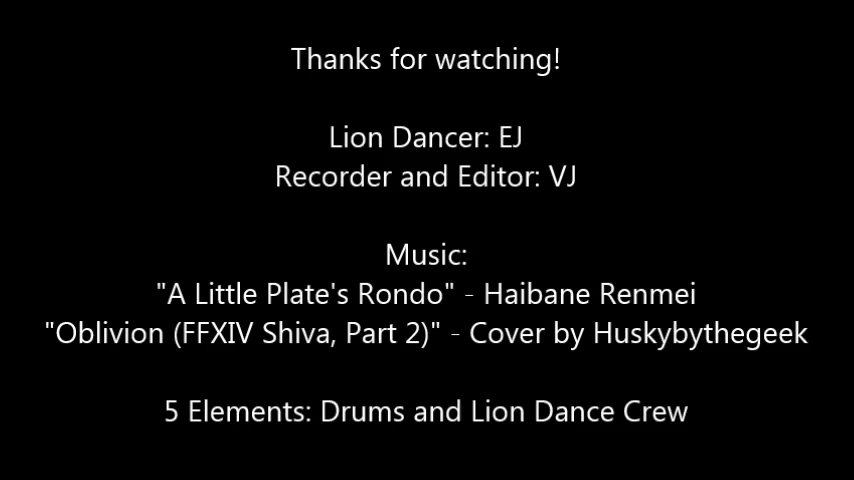 Thanks for watching!
Lion Dancer: EJ
Recorder and Editor: VJ
Music:
"A Little Plate's Rondo" - Haibane Renmei
"Oblivion (FFXIV Shiva, Part 2)" - Cover by Huskybythegeek
5 Elements: Drums and Lion Dance Crew